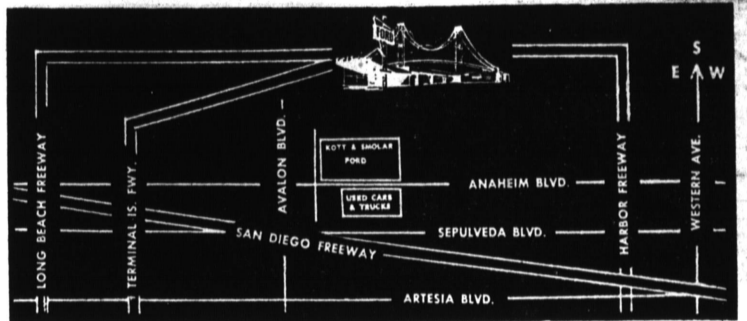 S
E W
LONG BEACH FREEWAY
TERMINAL IS. FWY.
AVALON BLVD.
KOTT & SMOLAR
FORD
ANAHEIM BLVD.
USED CARS
& TRUCKS
HARBOR FREEWAY
WESTERN AVE.
SAN DIEGO FREEWAY
SEPULVEDA BLVD.
ARTESIA BLVD.